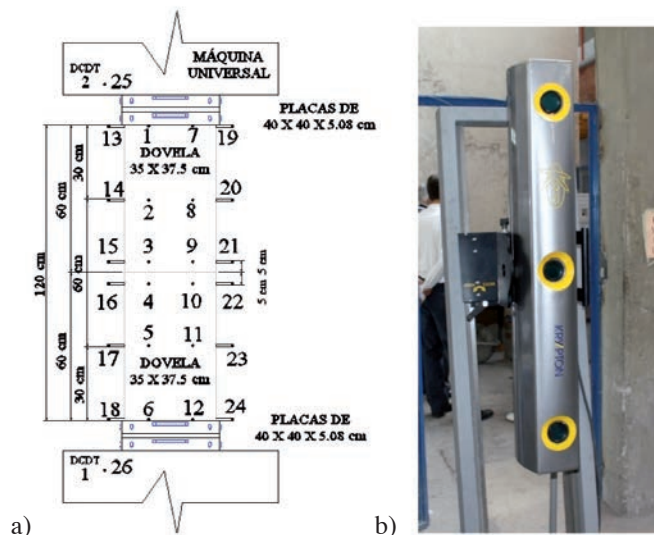 MÁQUINA
UNIVERSAL
DCDT
2 25
PLACAS DE
40 X 40 X 5.08 cm
13 1 7 19
DOVELA
35 X 37.5 cm
30 cm
14 20
2 8
60 cm
15 3 9 21
120 cm
5 cm 5 cm
60 cm
16 4 10 22
5 11
17 23
60 cm
DOVELA
35 X 37.5 cm
30 cm
18 6 12 24
PLACAS DE
40 X 40 X 5.08 cm
DCDT
1 26
KRYPTON
a) b)